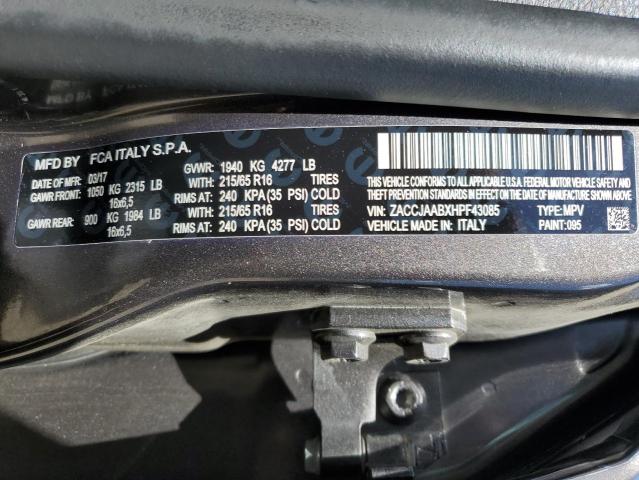 MFD BY FCA ITALY S.P.A.
DATE OF MFR: 03/17 GVWR: 1940 KG 4277 LB
GAWR FRONT: 1050 KG 2315 LB WITH: 215/65 R16 TIRES
16x6,5 RIMS AT: 240 KPA (35 PSI) COLD
GAWR REAR: 900 KG 1984 LB WITH: 215/65 R16 TIRES
16x6,5 RIMS AT: 240 KPA (35 PSI) COLD
THIS VEHICLE CONFORMS TO ALL APPLICABLE
U.S. FEDERAL MOTOR VEHICLE SAFETY
THEFT PREVENTION STANDARDS IN EFFECT ON THE DATE OF MANUFACTURE
VIN: ZACCJAABXHPF43085 TYPE: MPV
VEHICLE MADE IN: ITALY PAINT: 095